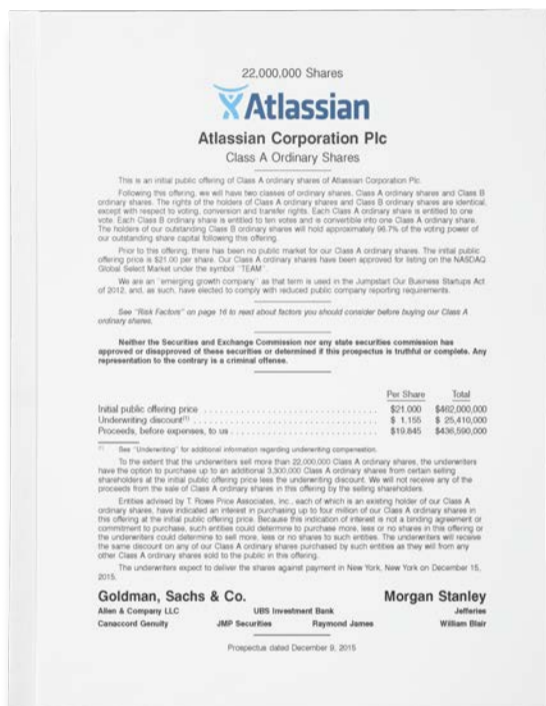 22,000,000 Shares
Atlassian
Atlassian Corporation Plc
Class A Ordinary Shares
This is an initial public offering of Class A ordinary shares of Atlassian Corporation Plc.
Following this offering, we will have two classes of ordinary shares, Class A ordinary shares and Class B
ordinary shares. The rights of the holders of Class A ordinary shares and Class B ordinary shares are identical,
except with respect to voting, conversion and transfer rights. Each Class A ordinary share is entitled to one
vote. Each Class B ordinary share is entitled to ten votes and is convertible into one Class A ordinary share.
The holders of our outstanding Class B ordinary shares will hold approximately 96.7% of the voting power of
our outstanding share capital following this offering.
Prior to this offering, there has been no public market for our Class A ordinary shares. The initial public
offering price is $21.00 per share. Our Class A ordinary shares have been approved for listing on the NASDAQ
Global Select Market under the symbol "TEAM".
We are an "emerging growth company" as that term is used in the Jumpstart Our Business Startups Act
of 2012, and, as such, have elected to comply with reduced public company reporting requirements.
See "Risk Factors" on page 16 to read about factors you should consider before buying our Class A
ordinary shares.
Neither the Securities and Exchange Commission nor any state securities commission has
approved or disapproved of these securities or determined if this prospectus is truthful or complete. Any
representation to the contrary is a criminal offense.
Per Share Total
Initial public offering price . . . . . . . . . . . . . . . . . . . . . . . . . . . . . . $21.000 $462,000,000
Underwriting discount(1) . . . . . . . . . . . . . . . . . . . . . . . . . . . . . . $ 1.155 $ 25,410,000
Proceeds, before expenses, to us . . . . . . . . . . . . . . . . . . . . . . . . . $19.845 $436,590,000
(1) See "Underwriting" for additional information regarding underwriting compensation.
To the extent that the underwriters sell more than 22,000,000 Class A ordinary shares, the underwriters
have the option to purchase up to an additional 3,300,000 Class A ordinary shares from certain selling
shareholders at the initial public offering price less the underwriting discount. We will not receive any of the
proceeds from the sale of Class A ordinary shares in this offering by the selling shareholders.
Entities advised by T. Rowe Price Associates, Inc., each of which is an existing holder of our Class A
ordinary shares, have indicated an interest in purchasing up to four million of our Class A ordinary shares in
this offering at the initial public offering price. Because this indication of interest is not a binding agreement or
commitment to purchase, such entities could determine to purchase more, less or no shares in this offering or
the underwriters could determine to sell more, less or no shares to such entities. The underwriters will receive
the same discount on any of our Class A ordinary shares purchased by such entities as they will from any
other Class A ordinary shares sold to the public in this offering.
The underwriters expect to deliver the shares against payment in New York, New York on December 15,
2015.
Goldman, Sachs & Co. Morgan Stanley
Allen & Company LLC UBS Investment Bank Jefferies
Canaccord Genuity JMP Securities Raymond James William Blair
Prospectus dated December 9, 2015